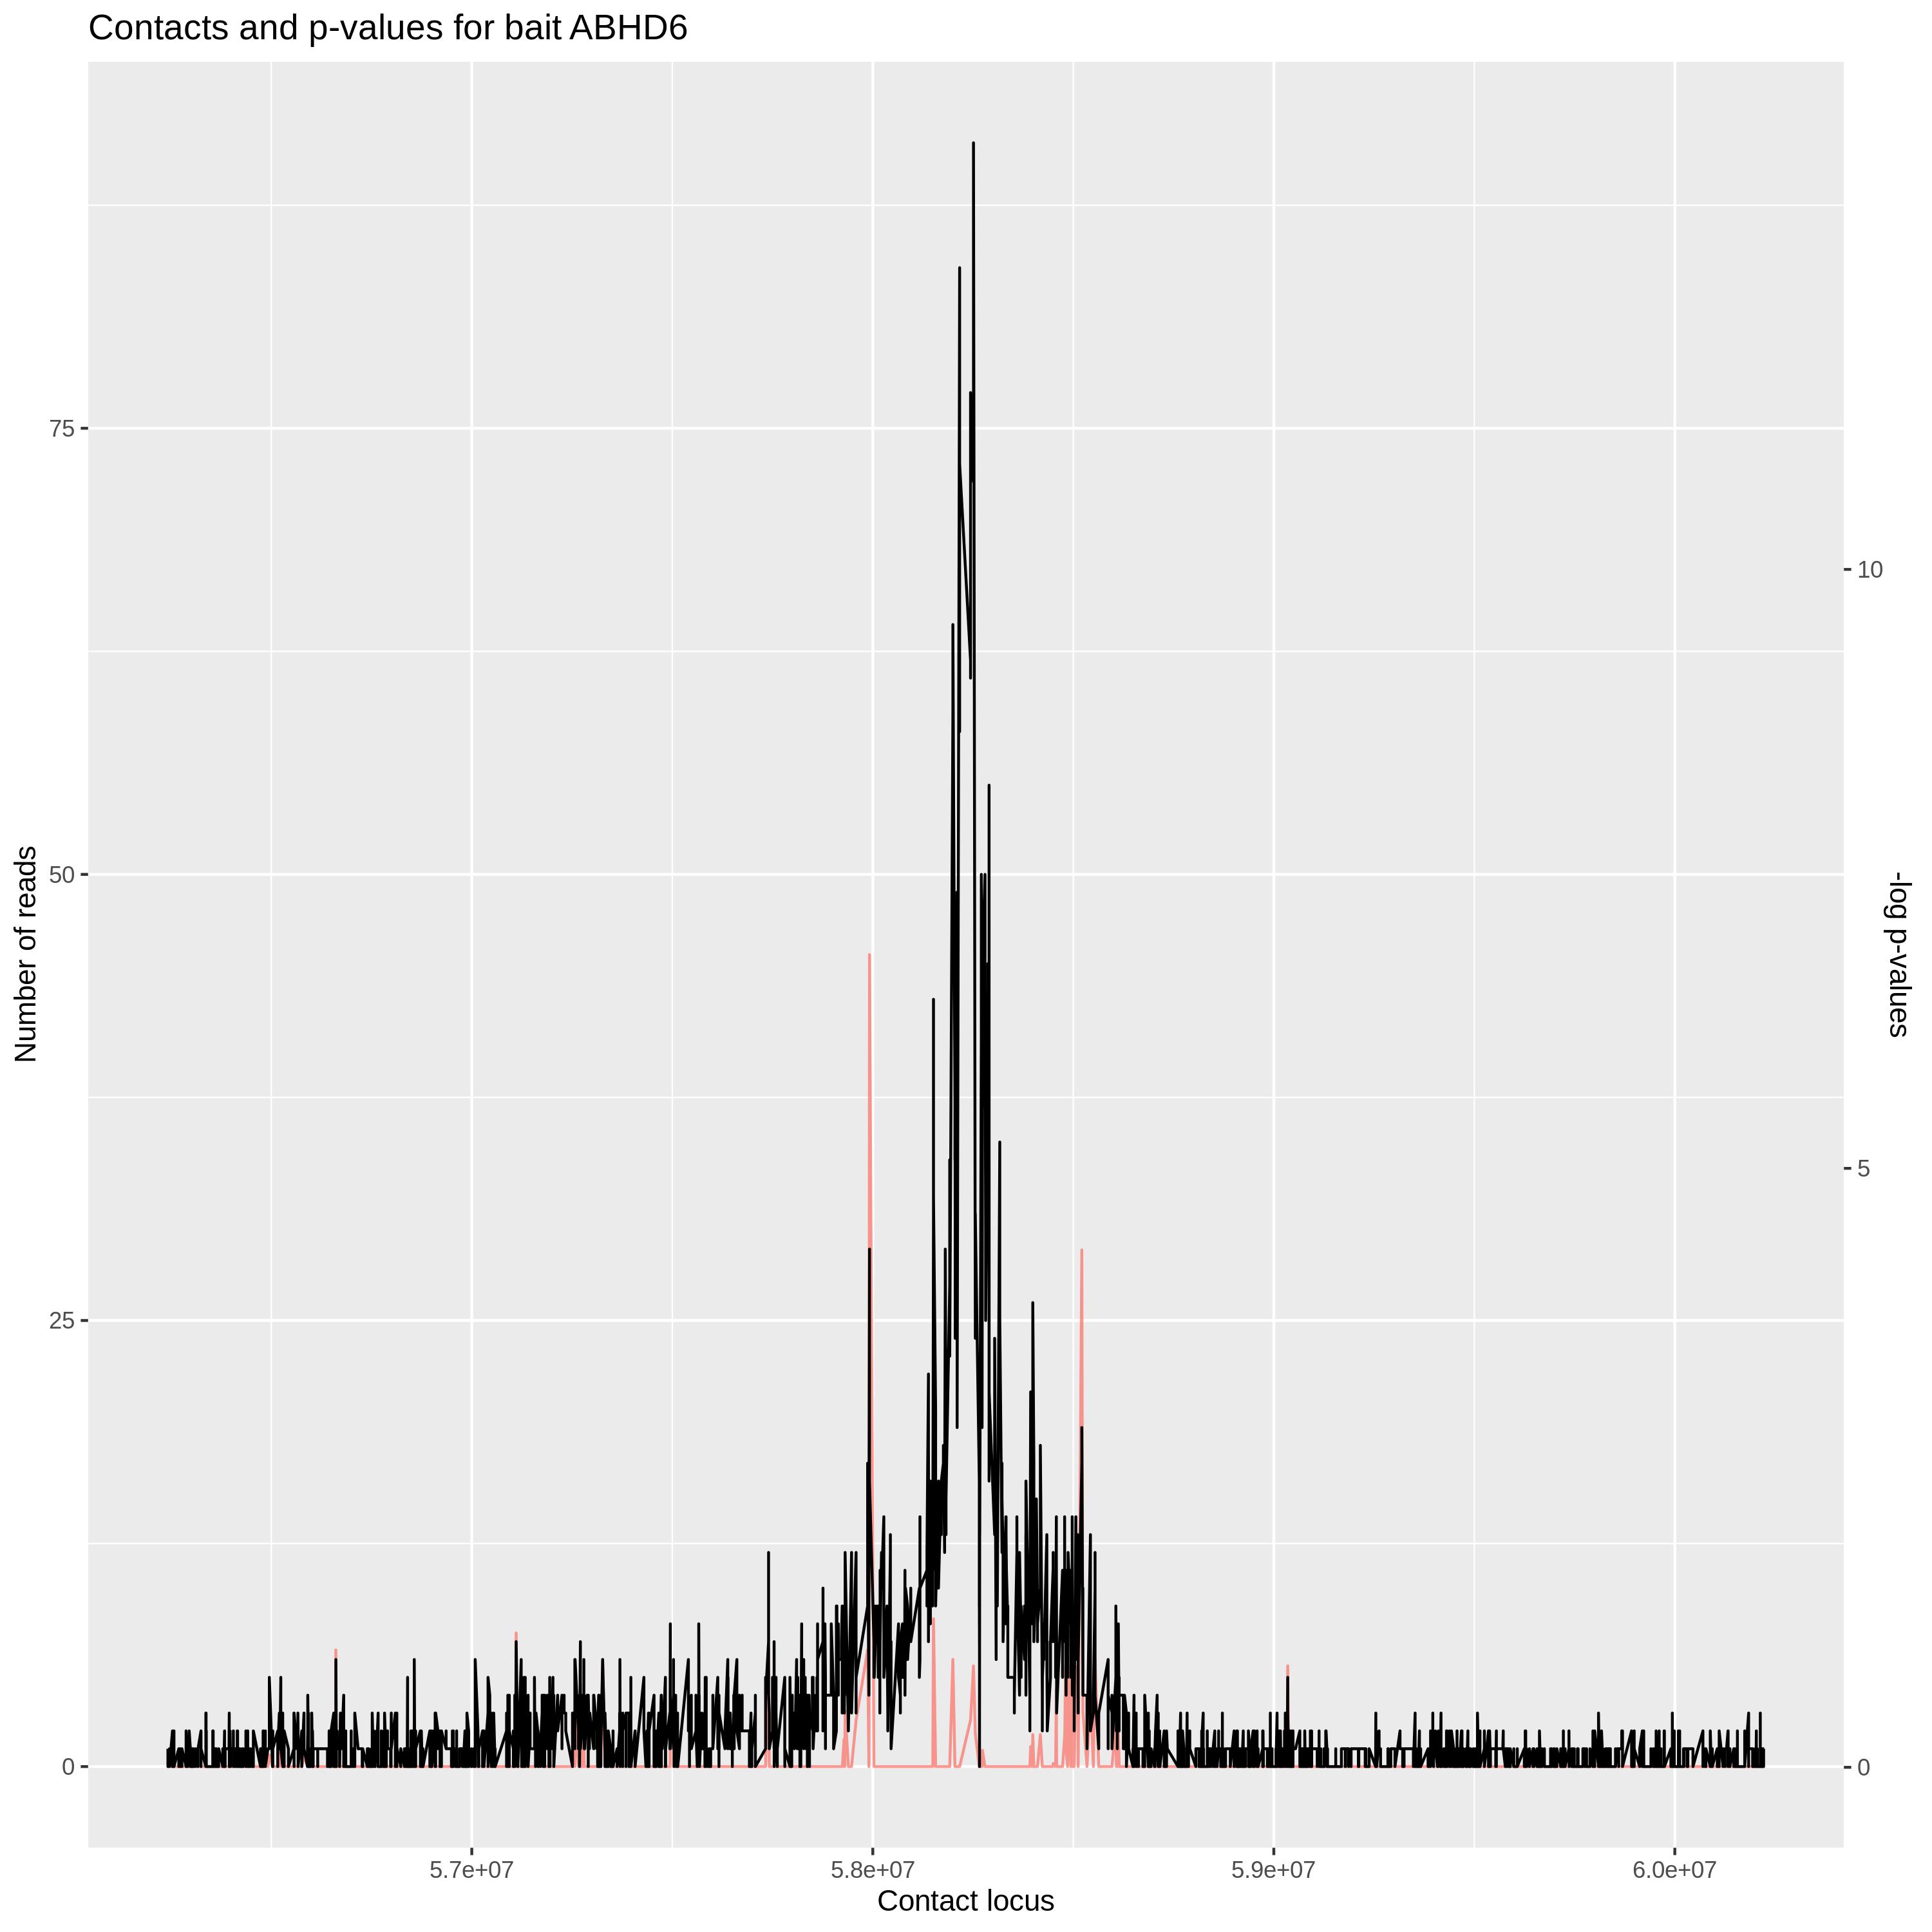 Contacts and p-values for bait ABHD6
75
50
25
0
Number of reads
10
5
0
-log p-values
5.7e+07
5.8e+07
5.9e+07
6.0e+07
Contact locus